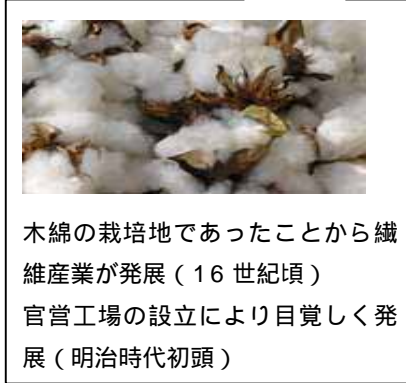 木綿の栽培地であったことから繊
維産業が発展（16 世紀頃）
官営工場の設立により目覚しく発
展（明治時代初頭）